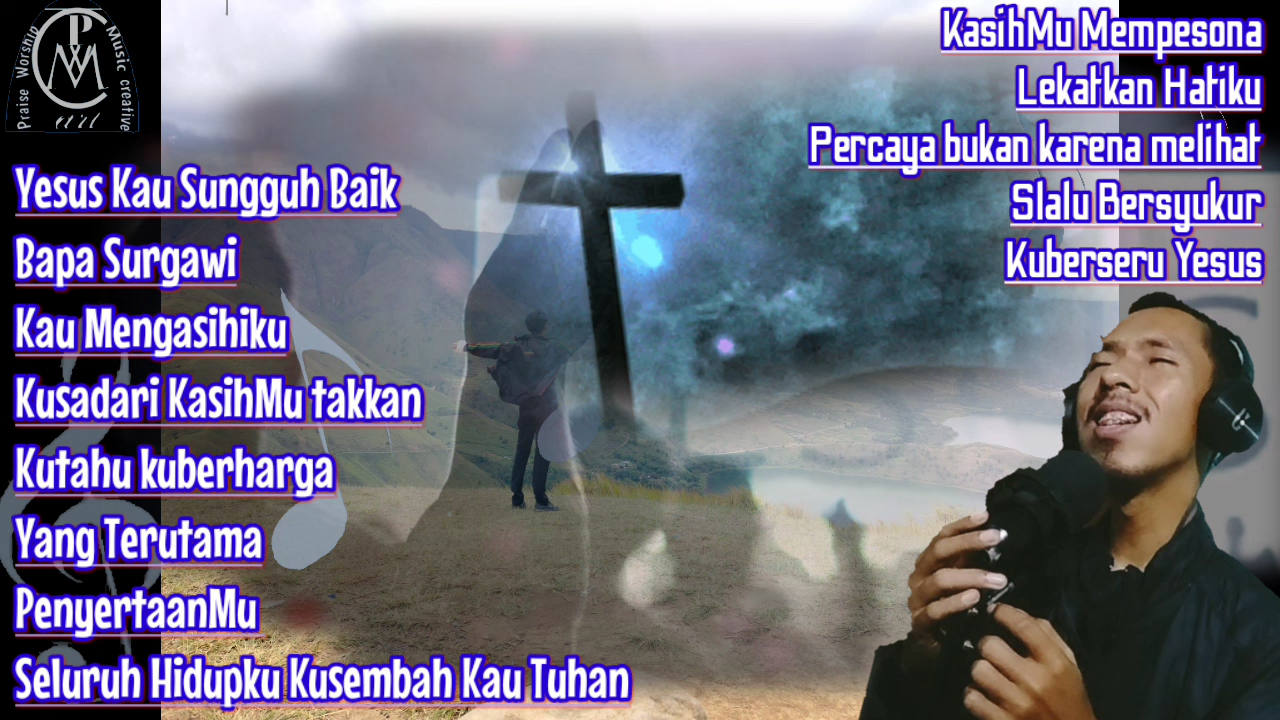 Praise Worship
Music creative
PMC
Yesus Kau Sungguh Baik
Bapa Surgawi
Kau Mengasihiku
Kusadari KasihMu takkan
Kutahu kuberharga
Yang Terutama
PenyertaanMu
Seluruh Hidupku Kusembah Kau Tuhan
KasihMu Mempesona
Lekatkan Hatiku
Percaya bukan karena melihat
Slalu Bersyukur
Kuberseru Yesus